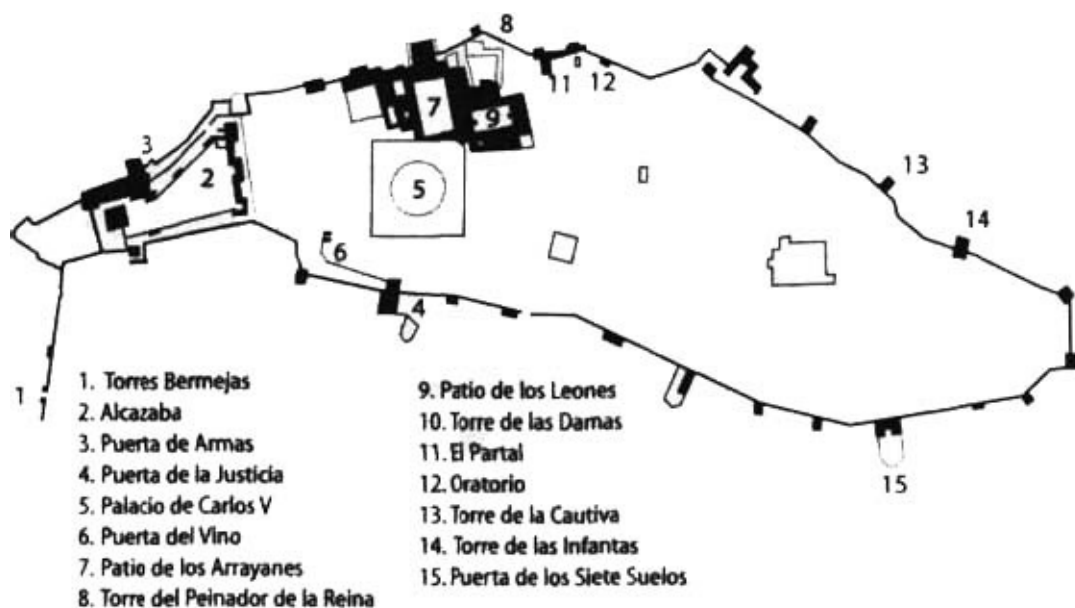 8
3
7
11
12
9
2
5
13
14
6
4
1
15
1. Torres Bermejas
2. Alcazaba
3. Puerta de Armas
4. Puerta de la Justicia
5. Palacio de Carlos V
6. Puerta del Vino
7. Patio de los Arrayanes
8. Torre del Peinador de la Reina
9. Patio de los Leones
10. Torre de las Damas
11. El Partal
12. Oratorio
13. Torre de la Cautiva
14. Torre de las Infantas
15. Puerta de los Siete Suelos